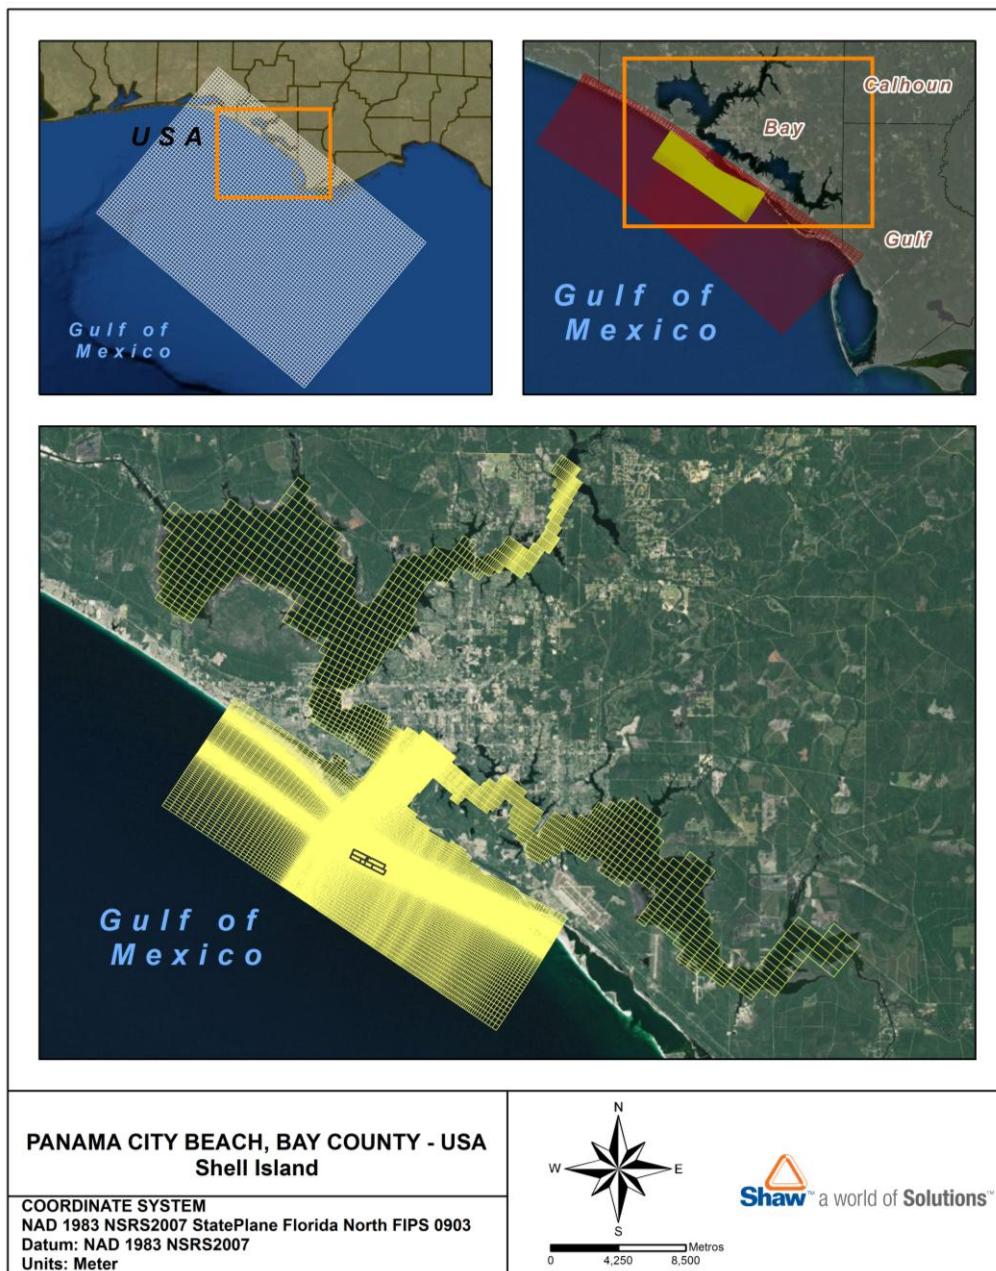 USA
Gulf of
Mexico
Calhoun
Bay
Gulf
Gulf of
Mexico
Gulf of
Mexico
PANAMA CITY BEACH, BAY COUNTY - USA
Shell Island
COORDINATE SYSTEM
NAD 1983 NSRS2007 StatePlane Florida North FIPS 0903
Datum: NAD 1983 NSRS2007
Units: Meter
N
W E
S
Metros
0 4,250 8,500
Shaw™ a world of Solutions™